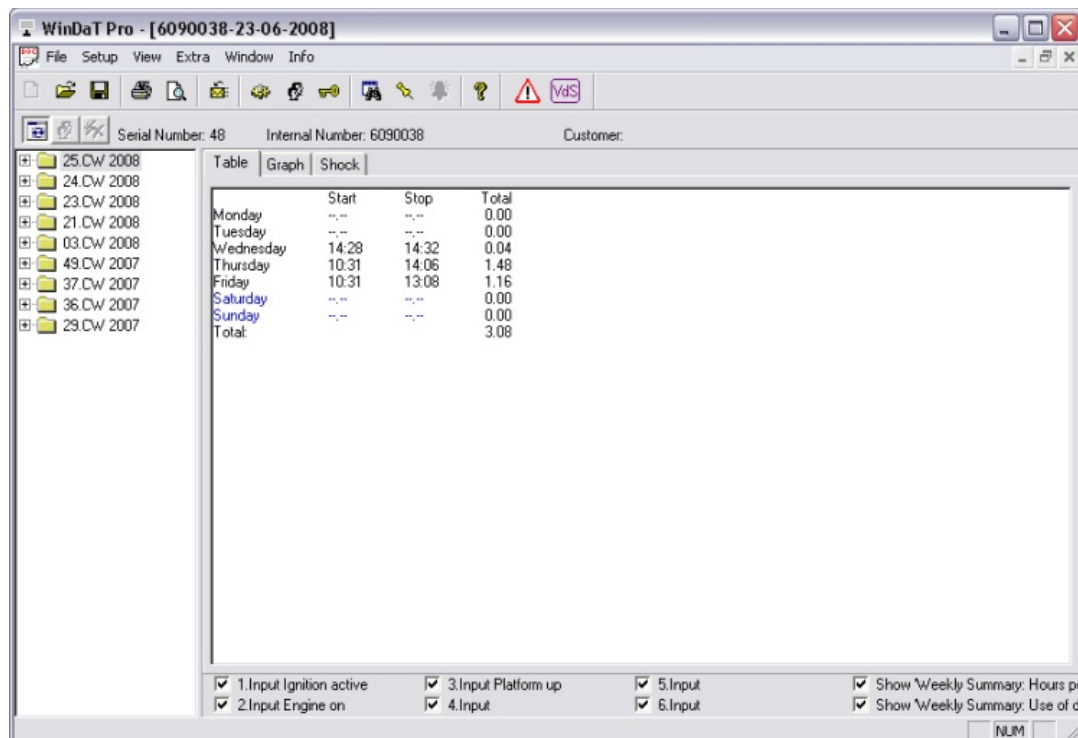 WinDaT Pro - [6090038-23-06-2008]
File Setup View Extra Window Info
VdS
Serial Number: 48 Internal Number: 6090038 Customer:
25.CW 2008
24.CW 2008
23.CW 2008
21.CW 2008
03.CW 2008
49.CW 2007
37.CW 2007
36.CW 2007
29.CW 2007
Table Graph Shock
Start Stop Total
Monday --.-- --.-- 0.00
Tuesday --.-- --.-- 0.00
Wednesday 14:28 14:32 0.04
Thursday 10:31 14:06 1.48
Friday 10:31 13:08 1.16
Saturday --.-- --.-- 0.00
Sunday --.-- --.-- 0.00
Total: 3.08
1.Input Ignition active 3.Input Platform up 5.Input Show 'Weekly Summary: Hours p
2.Input Engine on 4.Input 6.Input Show 'Weekly Summary: Use of d
NUM